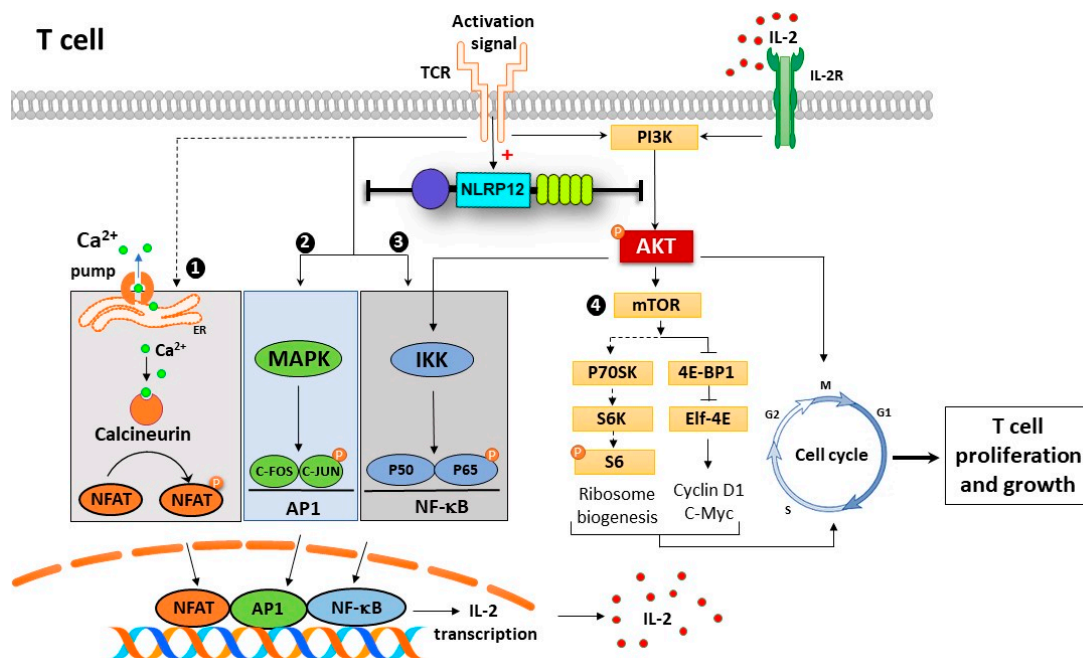 T cell
Activation
signal
TCR
IL-2
IL-2R
PI3K
+
NLRP12
P
AKT
Ca2+
pump
1
2
3
ER
Ca2+
Calcineurin
NFAT
NFAT
P
MAPK
C-FOS
C-JUN
P
AP1
IKK
P50
P65
P
NF-κB
4
mTOR
P70SK
4E-BP1
S6K
Elf-4E
P
S6
Ribosome
biogenesis
Cyclin D1
C-Myc
M
G1
G2
S
Cell cycle
T cell
proliferation
and growth
NFAT
AP1
NF-κB
IL-2
transcription
IL-2